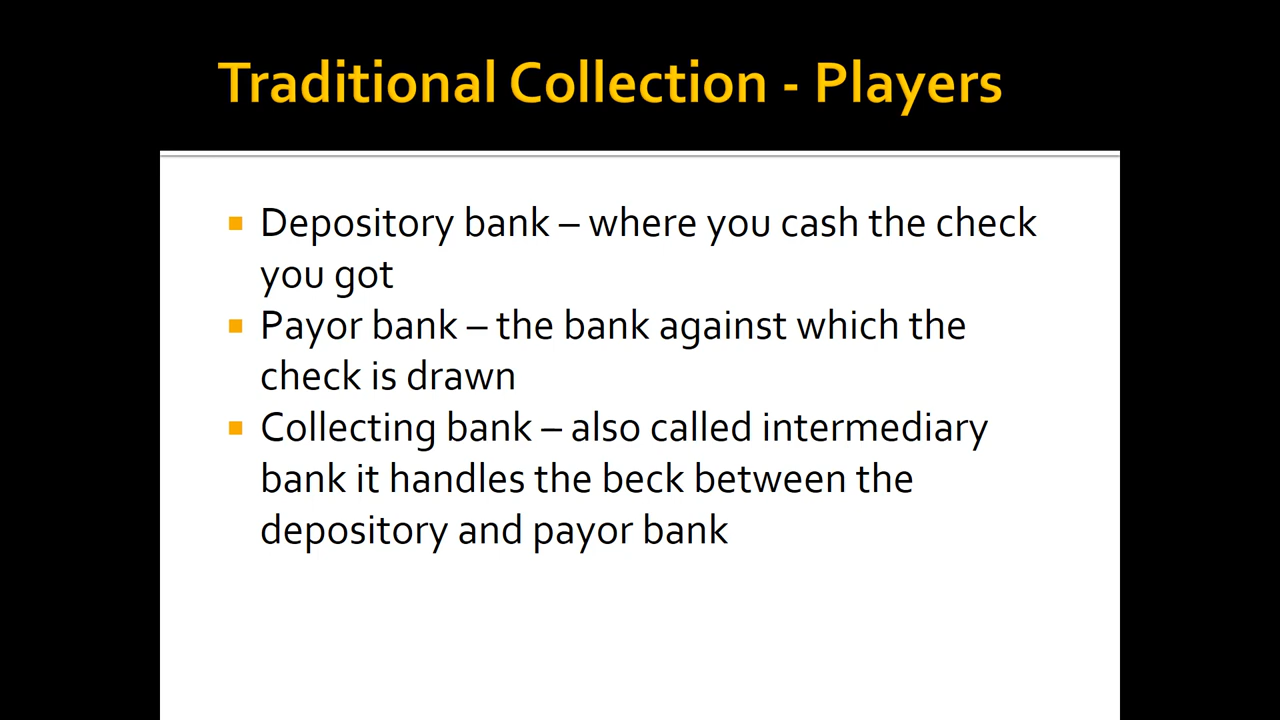 Traditional Collection - Players
Depository bank – where you cash the check
you got
Payor bank – the bank against which the
check is drawn
Collecting bank – also called intermediary
bank it handles the beck between the
depository and payor bank